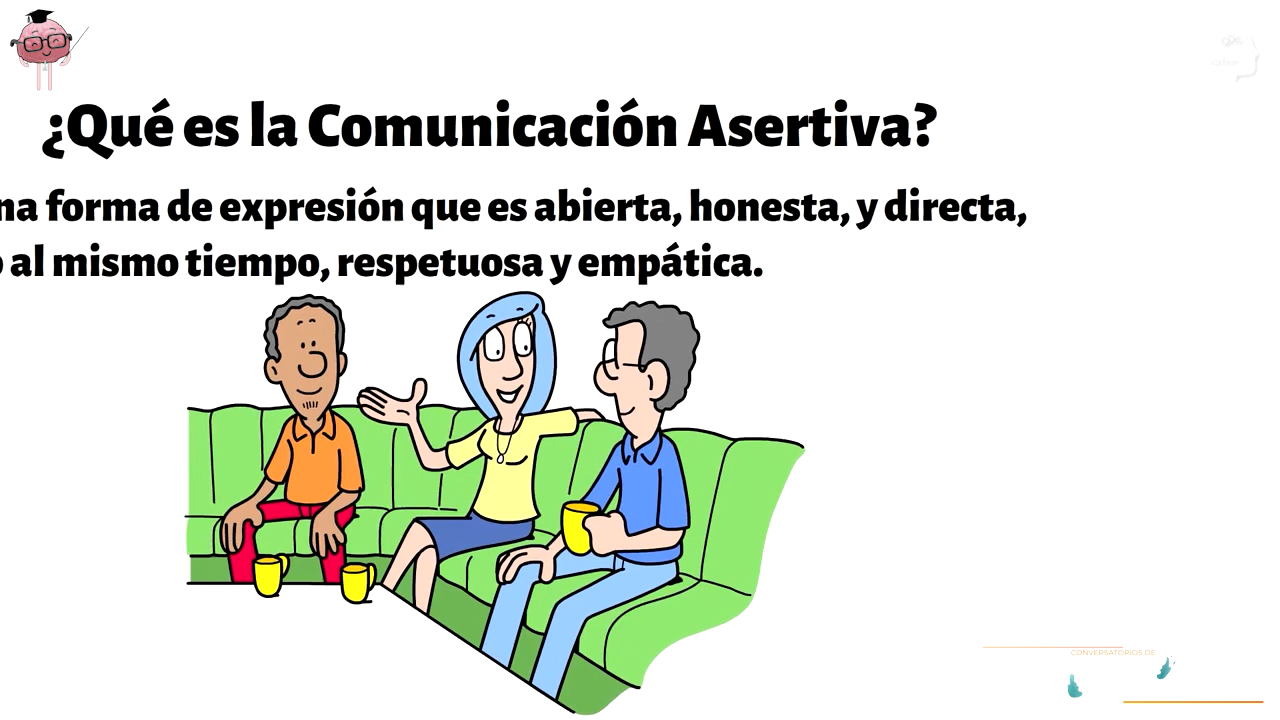 ¿Qué es la Comunicación Asertiva?
na forma de expresión que es abierta, honesta, y directa,
o al mismo tiempo, respetuosa y empática.
CONVERSATORIOS DE